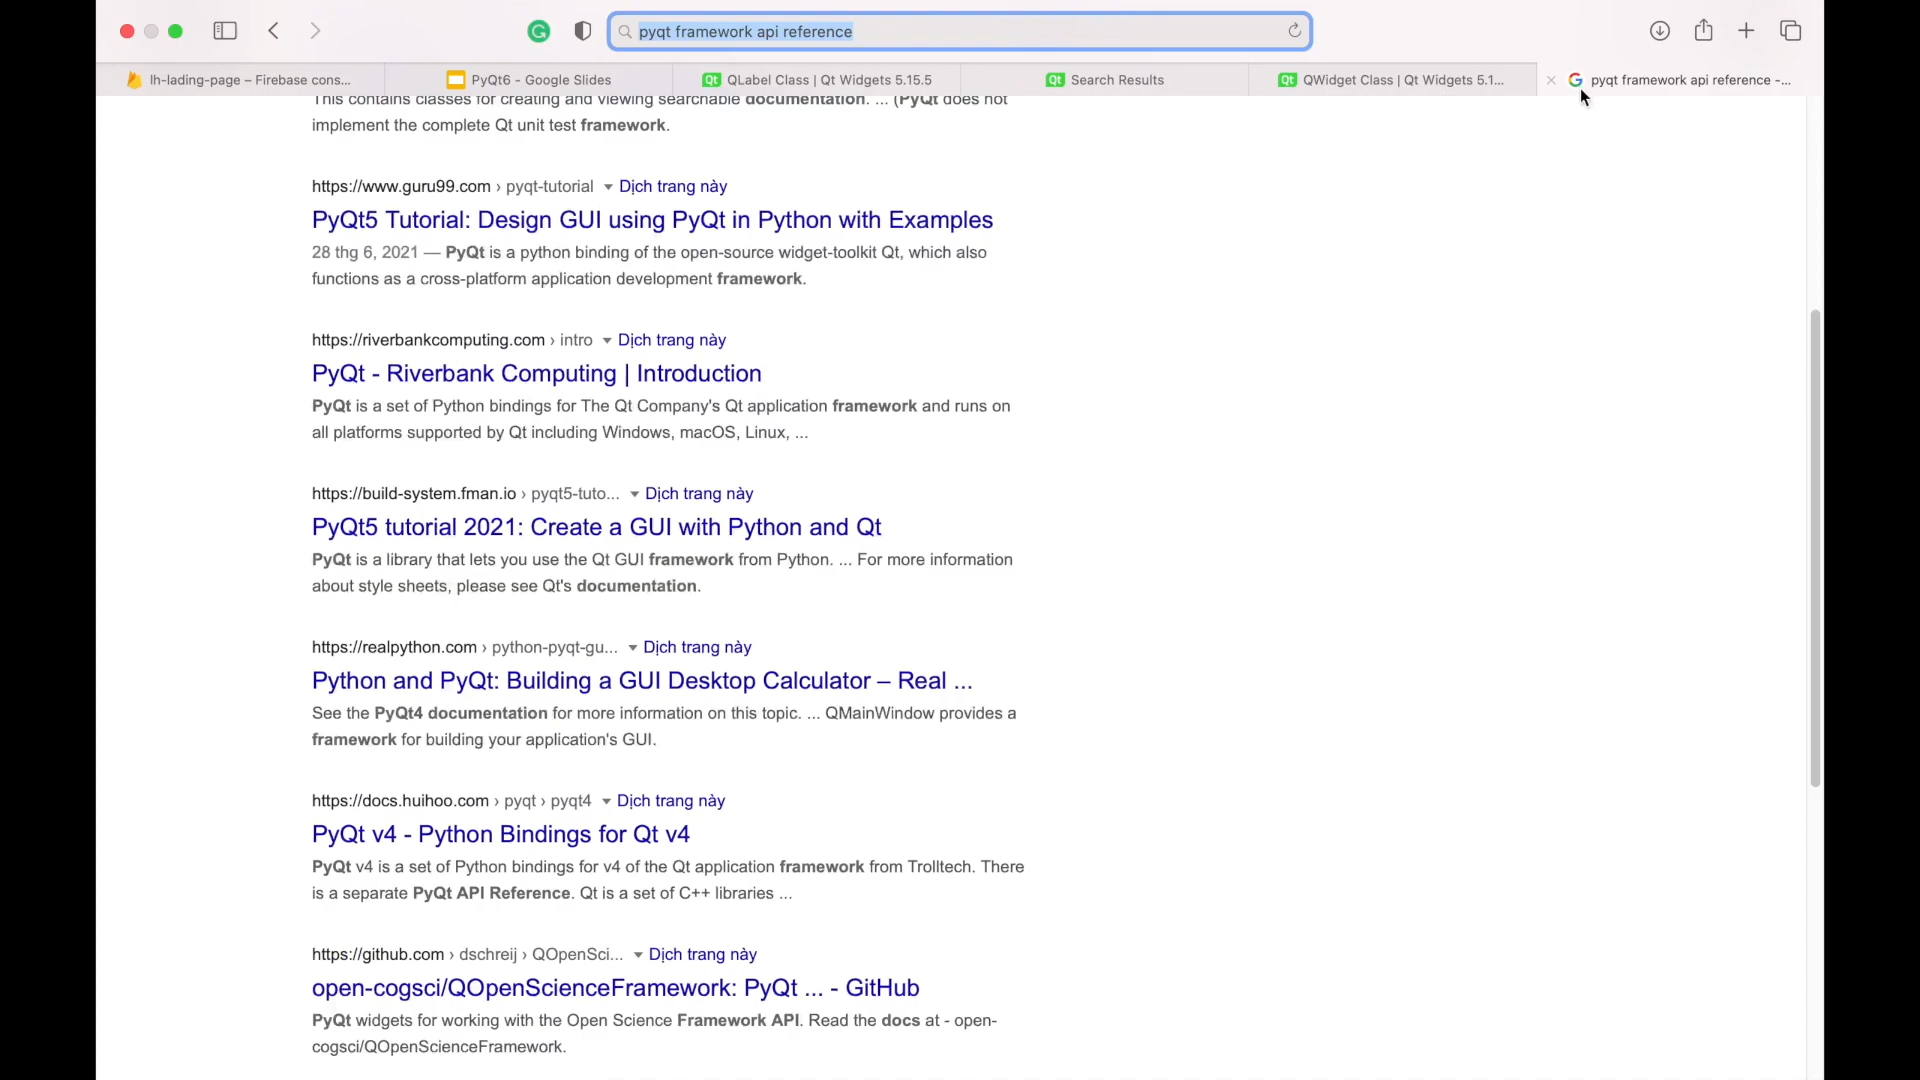 pyqt framework api reference
lh-lading-page – Firebase cons...
PyQt6 - Google Slides
QLabel Class | Qt Widgets 5.15.5
Search Results
QWidget Class | Qt Widgets 5.1...
pyqt framework api reference -...
This contains classes for creating and viewing searchable documentation. ... (PyQt does not
implement the complete Qt unit test framework.
https://www.guru99.com › pyqt-tutorial Dịch trang này
PyQt5 Tutorial: Design GUI using PyQt in Python with Examples
28 thg 6, 2021 — PyQt is a python binding of the open-source widget-toolkit Qt, which also
functions as a cross-platform application development framework.
https://riverbankcomputing.com › intro Dịch trang này
PyQt - Riverbank Computing | Introduction
PyQt is a set of Python bindings for The Qt Company's Qt application framework and runs on
all platforms supported by Qt including Windows, macOS, Linux, ...
https://build-system.fman.io › pyqt5-tuto... Dịch trang này
PyQt5 tutorial 2021: Create a GUI with Python and Qt
PyQt is a library that lets you use the Qt GUI framework from Python. ... For more information
about style sheets, please see Qt's documentation.
https://realpython.com › python-pyqt-gu... Dịch trang này
Python and PyQt: Building a GUI Desktop Calculator – Real ...
See the PyQt4 documentation for more information on this topic. ... QMainWindow provides a
framework for building your application's GUI.
https://docs.huihoo.com › pyqt › pyqt4 Dịch trang này
PyQt v4 - Python Bindings for Qt v4
PyQt v4 is a set of Python bindings for v4 of the Qt application framework from Trolltech. There
is a separate PyQt API Reference. Qt is a set of C++ libraries ...
https://github.com › dschreij › QOpenSci... Dịch trang này
open-cogsci/QOpenScienceFramework: PyQt ... - GitHub
PyQt widgets for working with the Open Science Framework API. Read the docs at - open-
cogsci/QOpenScienceFramework.